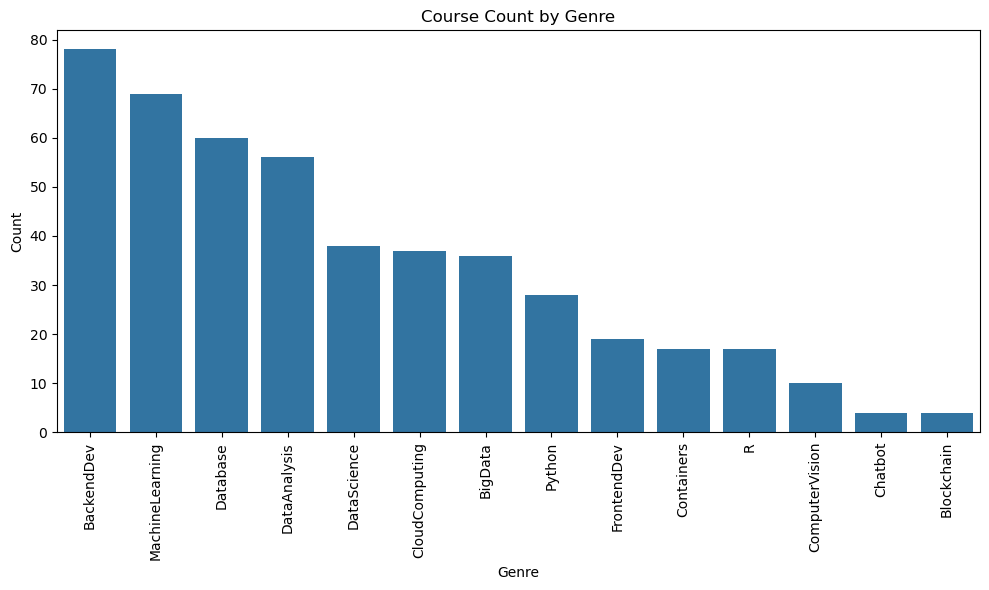 Course Count by Genre
80
70
60
50
40
30
20
10
0
Count
BackendDev
MachineLearning
Database
DataAnalysis
DataScience
CloudComputing
BigData
Python
FrontendDev
Containers
R
ComputerVision
Chatbot
Blockchain
Genre